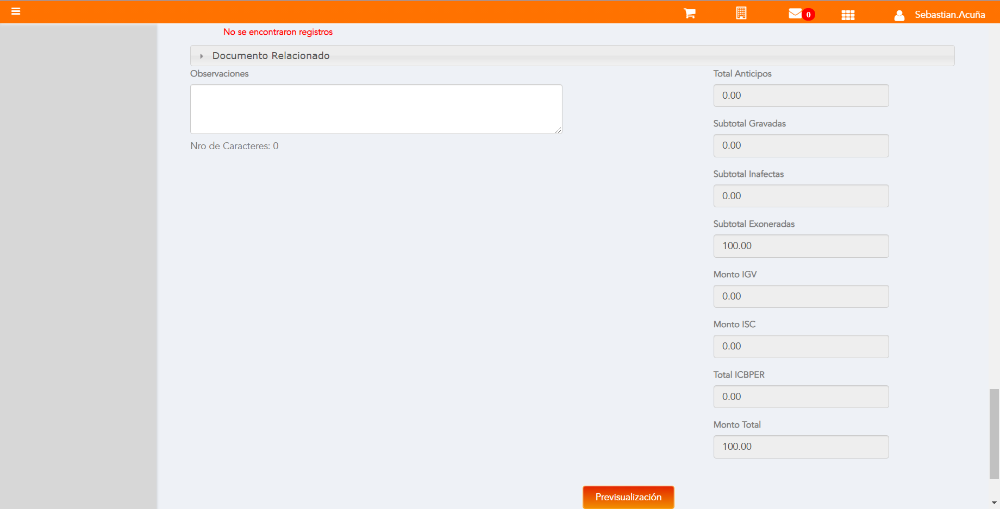 0
Sebastian.Acuña
No se encontraron registros
Documento Relacionado
Observaciones
Nro de Caracteres: 0
Total Anticipos
0.00
Subtotal Gravadas
0.00
Subtotal Inafectas
0.00
Subtotal Exoneradas
100.00
Monto IGV
0.00
Monto ISC
0.00
Total ICBPER
0.00
Monto Total
100.00
Previsualización